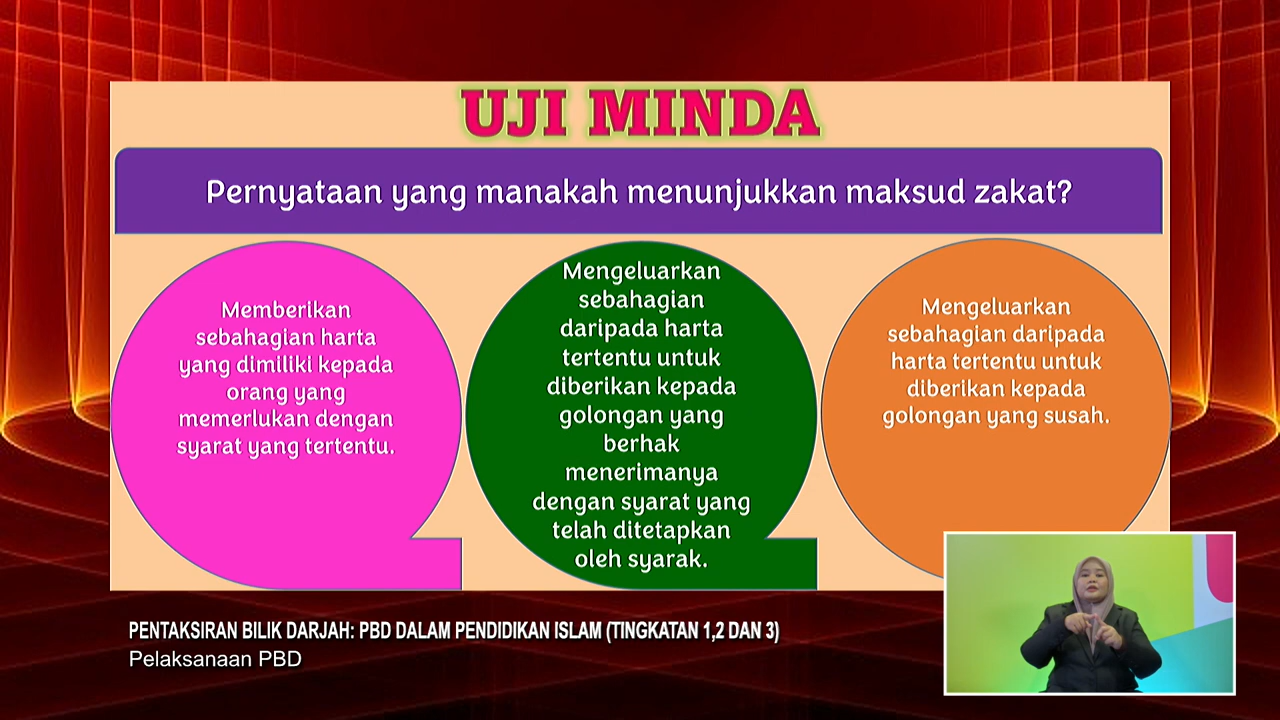 UJI MINDA
Pernyataan yang manakah menunjukkan maksud zakat?
Memberikan
sebahagian harta
yang dimiliki kepada
orang yang
memerlukan dengan
syarat yang tertentu.
Mengeluarkan
sebahagian
daripada harta
tertentu untuk
diberikan kepada
golongan yang
berhak
menerimanya
dengan syarat yang
telah ditetapkan
oleh syarak.
Mengeluarkan
sebahagian daripada
harta tertentu untuk
diberikan kepada
golongan yang susah.
PENTAKSIRAN BILIK DARJAH: PBD DALAM PENDIDIKAN ISLAM (TINGKATAN 1,2 DAN 3)
Pelaksanaan PBD